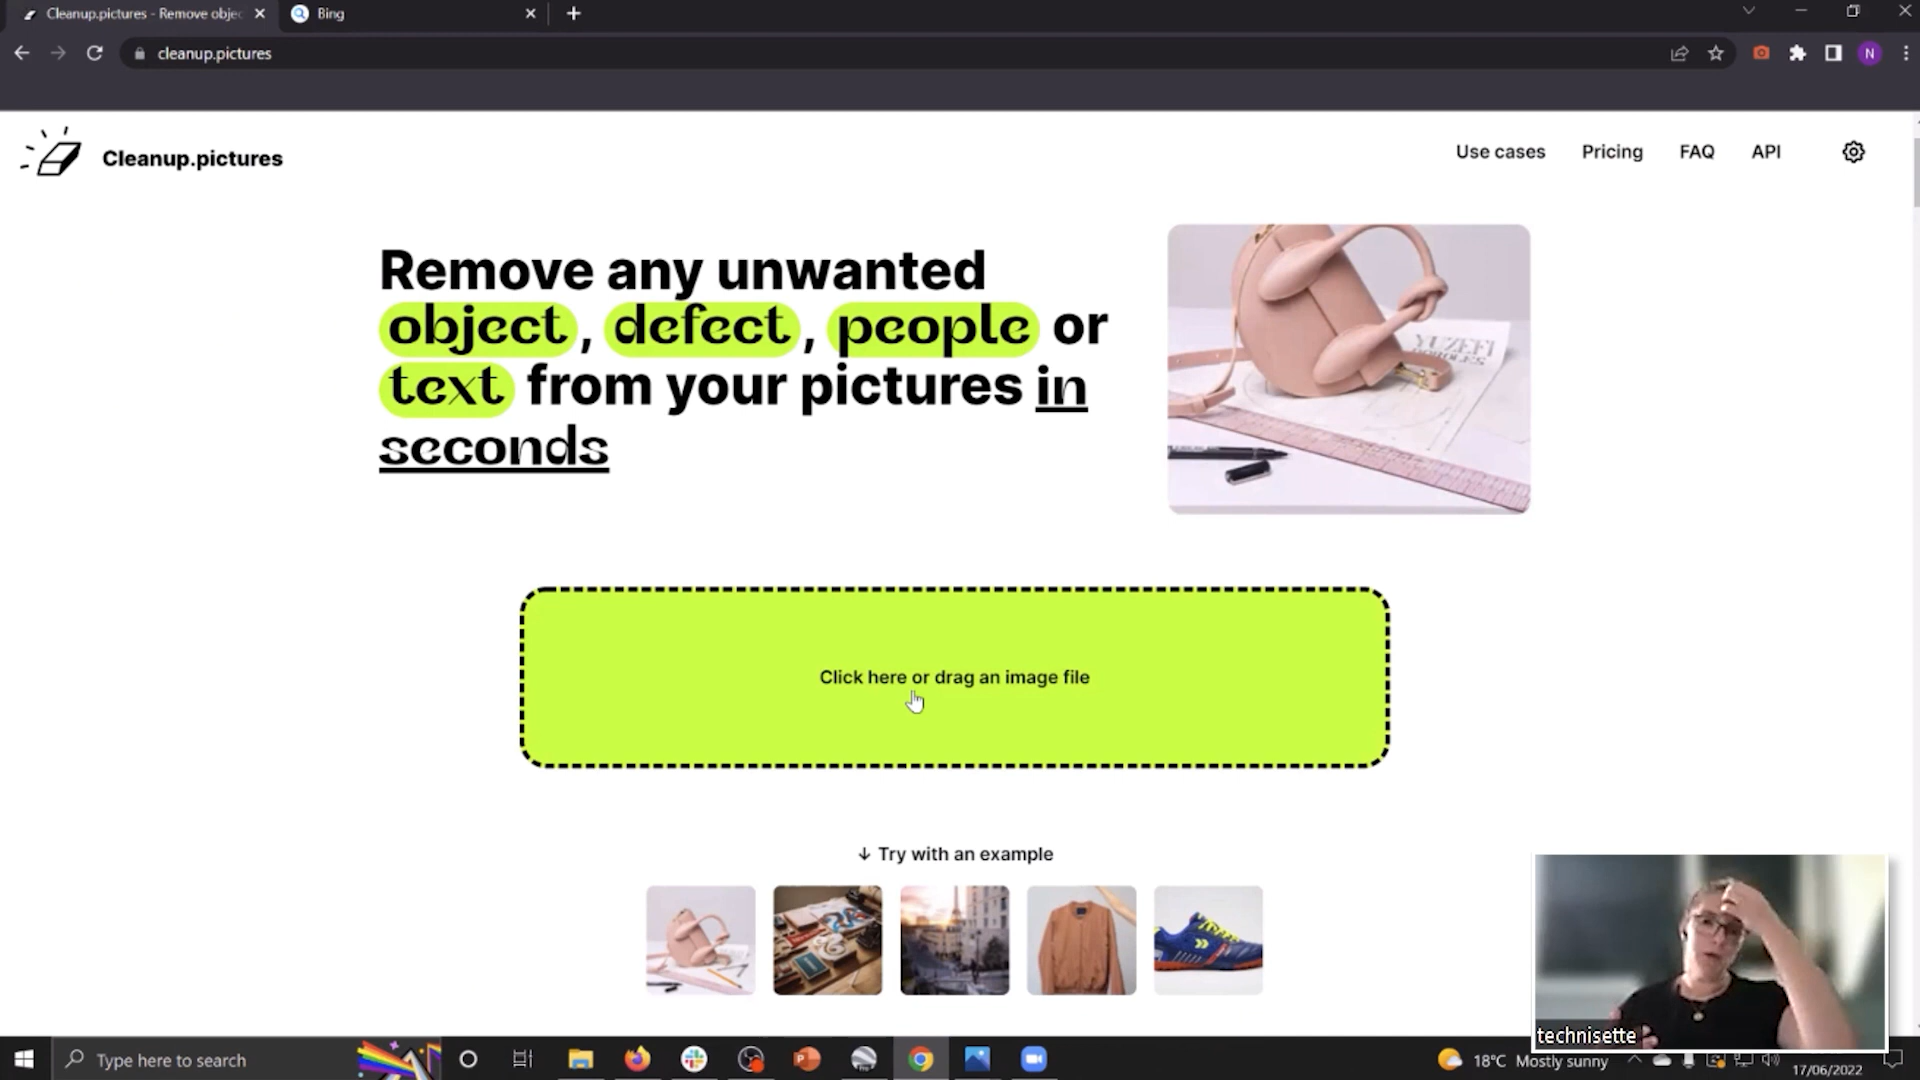 Cleanup.pictures - Remove objec
Bing
cleanup.pictures
N
Cleanup.pictures
Use cases
Pricing
FAQ
API
Remove any unwanted
object, defect, people or
text from your pictures in
seconds
YUZEFI
Click here or drag an image file
↓ Try with an example
technisette
Type here to search
18°C Mostly sunny
17/06/2022